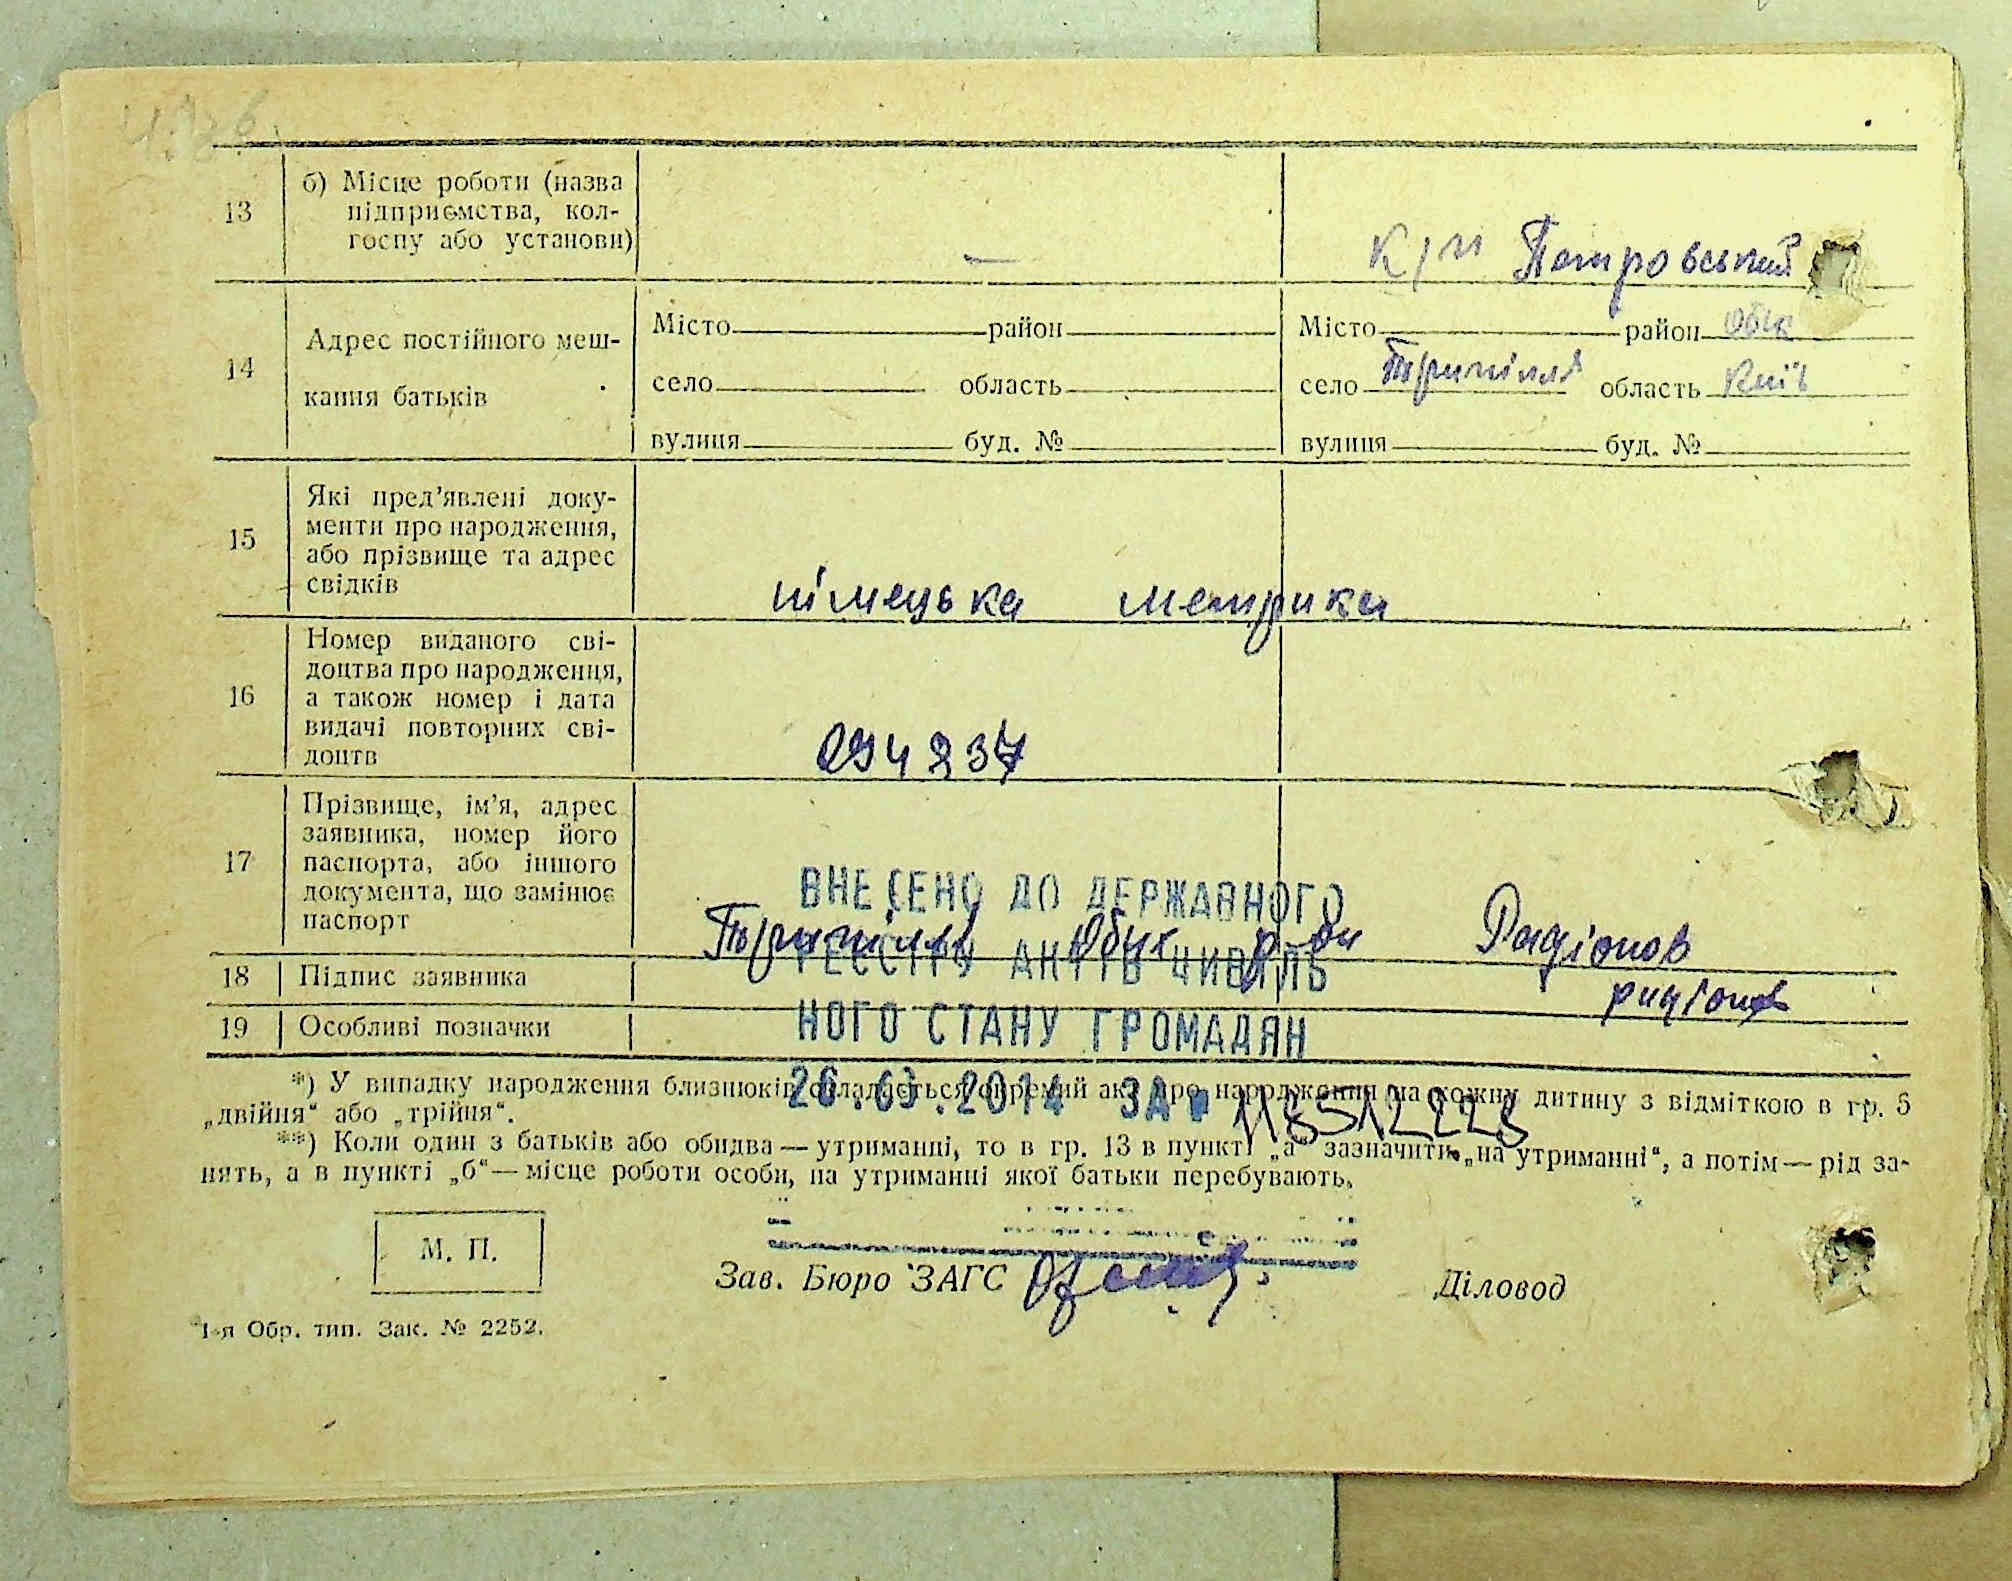 13
б) Місце роботи (назва
підприємства, кол-
госпу або установи)
—
к/г Петровський
14
Адрес постійного меш-
кання батьків
Місто район
село область
вулиця буд. №
Місто район Обух
село Трипілля область Київ
вулиця буд. №
15
Які пред'явлені доку-
менти про народження,
або прізвище та адрес
свідків
німецька метрика
16
Номер виданого сві-
доцтва про народження,
а також номер і дата
видачі повторних сві-
доцтв
294237
17
Прізвище, ім'я, адрес
заявника, номер його
паспорта, або іншого
документа, що замінює
паспорт
Трипілля Обух р-он Радіонов
18 Підпис заявника
19 Особливі позначки
ВНЕСЕНО ДО ДЕРЖАВНОГО
РЕЄСТРУ АКТІВ ЦИВІЛЬ
НОГО СТАНУ ГРОМАДЯН
26.03.2014 ЗА №
*) У випадку народження близнюків складається окремий акт про народження на кожну дитину з відміткою в гр. 5
„двійня“ або „трійня“.
**) Коли один з батьків або обидва — утриманні, то в гр. 13 в пункті „а“ зазначити „на утриманні“, а потім — рід за-
нять, а в пункті „б“ — місце роботи особи, на утриманні якої батьки перебувають.
М. П.
Зав. Бюро ЗАГС
Діловод
1-я Обр. тип. Зак. № 2252.